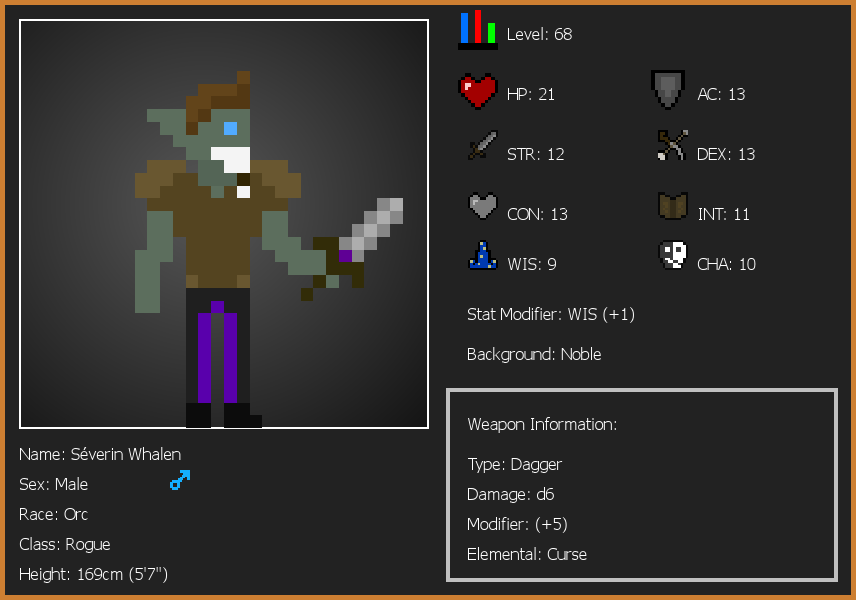 Level: 68
HP: 21
AC: 13
STR: 12
DEX: 13
CON: 13
INT: 11
WIS: 9
CHA: 10
Stat Modifier: WIS (+1)
Background: Noble
Weapon Information:
Type: Dagger
Damage: d6
Modifier: (+5)
Elemental: Curse
Name: Séverin Whalen
Sex: Male
Race: Orc
Class: Rogue
Height: 169cm (5'7")